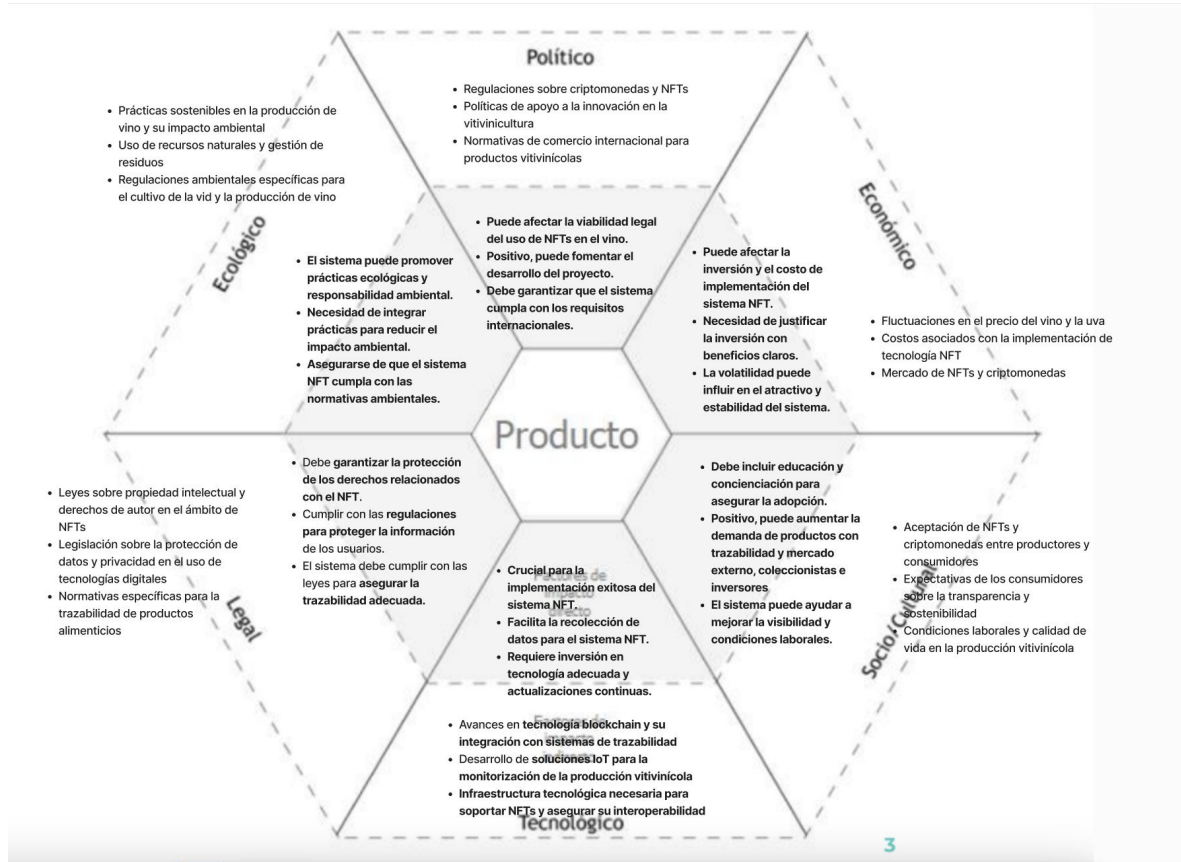 Político
• Regulaciones sobre criptomonedas y NFTs
• Políticas de apoyo a la innovación en la
vitivinicultura
• Normativas de comercio internacional para
productos vitivinícolas
• Puede afectar la viabilidad legal
del uso de NFTs en el vino.
• Positivo, puede fomentar el
desarrollo del proyecto.
• Debe garantizar que el sistema
cumpla con los requisitos
internacionales.
Ecológico
• Prácticas sostenibles en la producción de
vino y su impacto ambiental
• Uso de recursos naturales y gestión de
residuos
• Regulaciones ambientales específicas para
el cultivo de la vid y la producción de vino
• El sistema puede promover
prácticas ecológicas y
responsabilidad ambiental.
• Necesidad de integrar
prácticas para reducir el
impacto ambiental.
• Asegurarse de que el sistema
NFT cumpla con las
normativas ambientales.
Económico
• Puede afectar la
inversión y el costo de
implementación del
sistema NFT.
• Necesidad de justificar
la inversión con
beneficios claros.
• La volatilidad puede
influir en el atractivo y
estabilidad del sistema.
• Fluctuaciones en el precio del vino y la uva
• Costos asociados con la implementación de
tecnología NFT
• Mercado de NFTs y criptomonedas
Producto
Legal
• Leyes sobre propiedad intelectual y
derechos de autor en el ámbito de
NFTs
• Legislación sobre la protección de
datos y privacidad en el uso de
tecnologías digitales
• Normativas específicas para la
trazabilidad de productos
alimenticios
• Debe garantizar la protección
de los derechos relacionados
con el NFT.
• Cumplir con las regulaciones
para proteger la información
de los usuarios.
• El sistema debe cumplir con las
leyes para asegurar la
trazabilidad adecuada.
Factores de
impacto
directo
• Crucial para la
implementación exitosa del
sistema NFT.
• Facilita la recolección de
datos para el sistema NFT.
• Requiere inversión en
tecnología adecuada y
actualizaciones continuas.
• Debe incluir educación y
concienciación para
asegurar la adopción.
• Positivo, puede aumentar la
demanda de productos con
trazabilidad y mercado
externo, coleccionistas e
inversores
• El sistema puede ayudar a
mejorar la visibilidad y
condiciones laborales.
Socio/Cultural
• Aceptación de NFTs y
criptomonedas entre productores y
consumidores
• Expectativas de los consumidores
sobre la transparencia y
sostenibilidad
• Condiciones laborales y calidad de
vida en la producción vitivinícola
Factores de
impacto
• Avances en tecnología blockchain y su
integración con sistemas de trazabilidad
• Desarrollo de soluciones IoT para la
monitorización de la producción vitivinícola
• Infraestructura tecnológica necesaria para
soportar NFTs y asegurar su interoperabilidad
Tecnológico
3